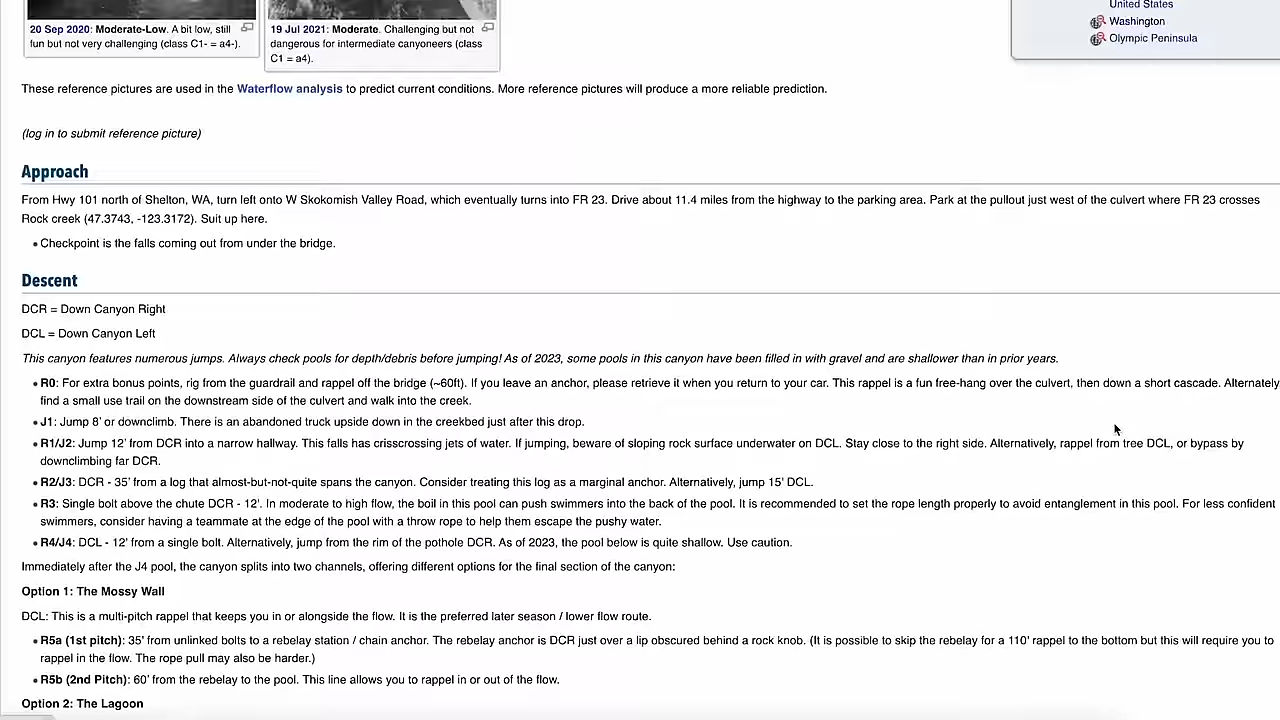 20 Sep 2020: Moderate-Low. A bit low, still
fun but not very challenging (class C1- = a4-).
19 Jul 2021: Moderate. Challenging but not
dangerous for intermediate canyoneers (class
C1 = a4).
United States
Washington
Olympic Peninsula
These reference pictures are used in the Waterflow analysis to predict current conditions. More reference pictures will produce a more reliable prediction.
(log in to submit reference picture)
Approach
From Hwy 101 north of Shelton, WA, turn left onto W Skokomish Valley Road, which eventually turns into FR 23. Drive about 11.4 miles from the highway to the parking area. Park at the pullout just west of the culvert where FR 23 crosses
Rock creek (47.3743, -123.3172). Suit up here.
• Checkpoint is the falls coming out from under the bridge.
Descent
DCR = Down Canyon Right
DCL = Down Canyon Left
This canyon features numerous jumps. Always check pools for depth/debris before jumping! As of 2023, some pools in this canyon have been filled in with gravel and are shallower than in prior years.
• R0: For extra bonus points, rig from the guardrail and rappel off the bridge (~60ft). If you leave an anchor, please retrieve it when you return to your car. This rappel is a fun free-hang over the culvert, then down a short cascade. Alternately
find a small use trail on the downstream side of the culvert and walk into the creek.
• J1: Jump 8' or downclimb. There is an abandoned truck upside down in the creekbed just after this drop.
• R1/J2: Jump 12' from DCR into a narrow hallway. This falls has crisscrossing jets of water. If jumping, beware of sloping rock surface underwater on DCL. Stay close to the right side. Alternatively, rappel from tree DCL, or bypass by
downclimbing far DCR.
• R2/J3: DCR - 35' from a log that almost-but-not-quite spans the canyon. Consider treating this log as a marginal anchor. Alternatively, jump 15' DCL.
• R3: Single bolt above the chute DCR - 12'. In moderate to high flow, the boil in this pool can push swimmers into the back of the pool. It is recommended to set the rope length properly to avoid entanglement in this pool. For less confident
swimmers, consider having a teammate at the edge of the pool with a throw rope to help them escape the pushy water.
• R4/J4: DCL - 12' from a single bolt. Alternatively, jump from the rim of the pothole DCR. As of 2023, the pool below is quite shallow. Use caution.
Immediately after the J4 pool, the canyon splits into two channels, offering different options for the final section of the canyon:
Option 1: The Mossy Wall
DCL: This is a multi-pitch rappel that keeps you in or alongside the flow. It is the preferred later season / lower flow route.
• R5a (1st pitch): 35' from unlinked bolts to a rebelay station / chain anchor. The rebelay anchor is DCR just over a lip obscured behind a rock knob. (It is possible to skip the rebelay for a 110' rappel to the bottom but this will require you to
rappel in the flow. The rope pull may also be harder.)
• R5b (2nd Pitch): 60' from the rebelay to the pool. This line allows you to rappel in or out of the flow.
Option 2: The Lagoon